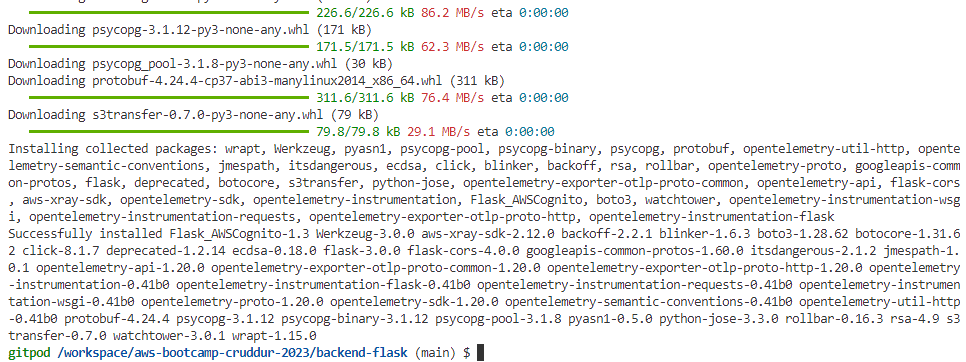 226.6/226.6 kB 86.2 MB/s eta 0:00:00
Downloading psycopg-3.1.12-py3-none-any.whl (171 kB)
171.5/171.5 kB 62.3 MB/s eta 0:00:00
Downloading psycopg_pool-3.1.8-py3-none-any.whl (30 kB)
Downloading protobuf-4.24.4-cp37-abi3-manylinux2014_x86_64.whl (311 kB)
311.6/311.6 kB 76.4 MB/s eta 0:00:00
Downloading s3transfer-0.7.0-py3-none-any.whl (79 kB)
79.8/79.8 kB 29.1 MB/s eta 0:00:00
Installing collected packages: wrapt, Werkzeug, pyasn1, psycopg-pool, psycopg-binary, psycopg, protobuf, opentelemetry-util-http, opente
lemetry-semantic-conventions, jmespath, itsdangerous, ecdsa, click, blinker, backoff, rsa, rollbar, opentelemetry-proto, googleapis-comm
on-protos, flask, deprecated, botocore, s3transfer, python-jose, opentelemetry-exporter-otlp-proto-common, opentelemetry-api, flask-cors
, aws-xray-sdk, opentelemetry-sdk, opentelemetry-instrumentation, Flask_AWSCognito, boto3, watchtower, opentelemetry-instrumentation-wsg
i, opentelemetry-instrumentation-requests, opentelemetry-exporter-otlp-proto-http, opentelemetry-instrumentation-flask
Successfully installed Flask_AWSCognito-1.3 Werkzeug-3.0.0 aws-xray-sdk-2.12.0 backoff-2.2.1 blinker-1.6.3 boto3-1.28.62 botocore-1.31.6
2 click-8.1.7 deprecated-1.2.14 ecdsa-0.18.0 flask-3.0.0 flask-cors-4.0.0 googleapis-common-protos-1.60.0 itsdangerous-2.1.2 jmespath-1.
0.1 opentelemetry-api-1.20.0 opentelemetry-exporter-otlp-proto-common-1.20.0 opentelemetry-exporter-otlp-proto-http-1.20.0 opentelemetry
-instrumentation-0.41b0 opentelemetry-instrumentation-flask-0.41b0 opentelemetry-instrumentation-requests-0.41b0 opentelemetry-instrumen
tation-wsgi-0.41b0 opentelemetry-proto-1.20.0 opentelemetry-sdk-1.20.0 opentelemetry-semantic-conventions-0.41b0 opentelemetry-util-http
-0.41b0 protobuf-4.24.4 psycopg-3.1.12 psycopg-binary-3.1.12 psycopg-pool-3.1.8 pyasn1-0.5.0 python-jose-3.3.0 rollbar-0.16.3 rsa-4.9 s3
transfer-0.7.0 watchtower-3.0.1 wrapt-1.15.0
gitpod /workspace/aws-bootcamp-cruddur-2023/backend-flask (main) $